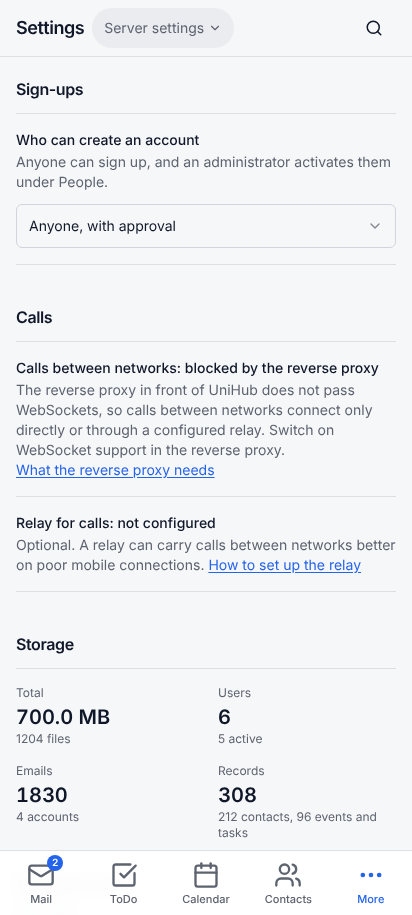 Settings
Server settings
Sign-ups
Who can create an account
Anyone can sign up, and an administrator activates them
under People.
Anyone, with approval
Calls
Calls between networks: blocked by the reverse proxy
The reverse proxy in front of UniHub does not pass
WebSockets, so calls between networks connect only
directly or through a configured relay. Switch on
WebSocket support in the reverse proxy.
What the reverse proxy needs
Relay for calls: not configured
Optional. A relay can carry calls between networks better
on poor mobile connections. How to set up the relay
Storage
Total
700.0 MB
1204 files
Users
6
5 active
Emails
1830
4 accounts
Records
308
212 contacts, 96 events and
tasks
2
Mail
ToDo
Calendar
Contacts
More